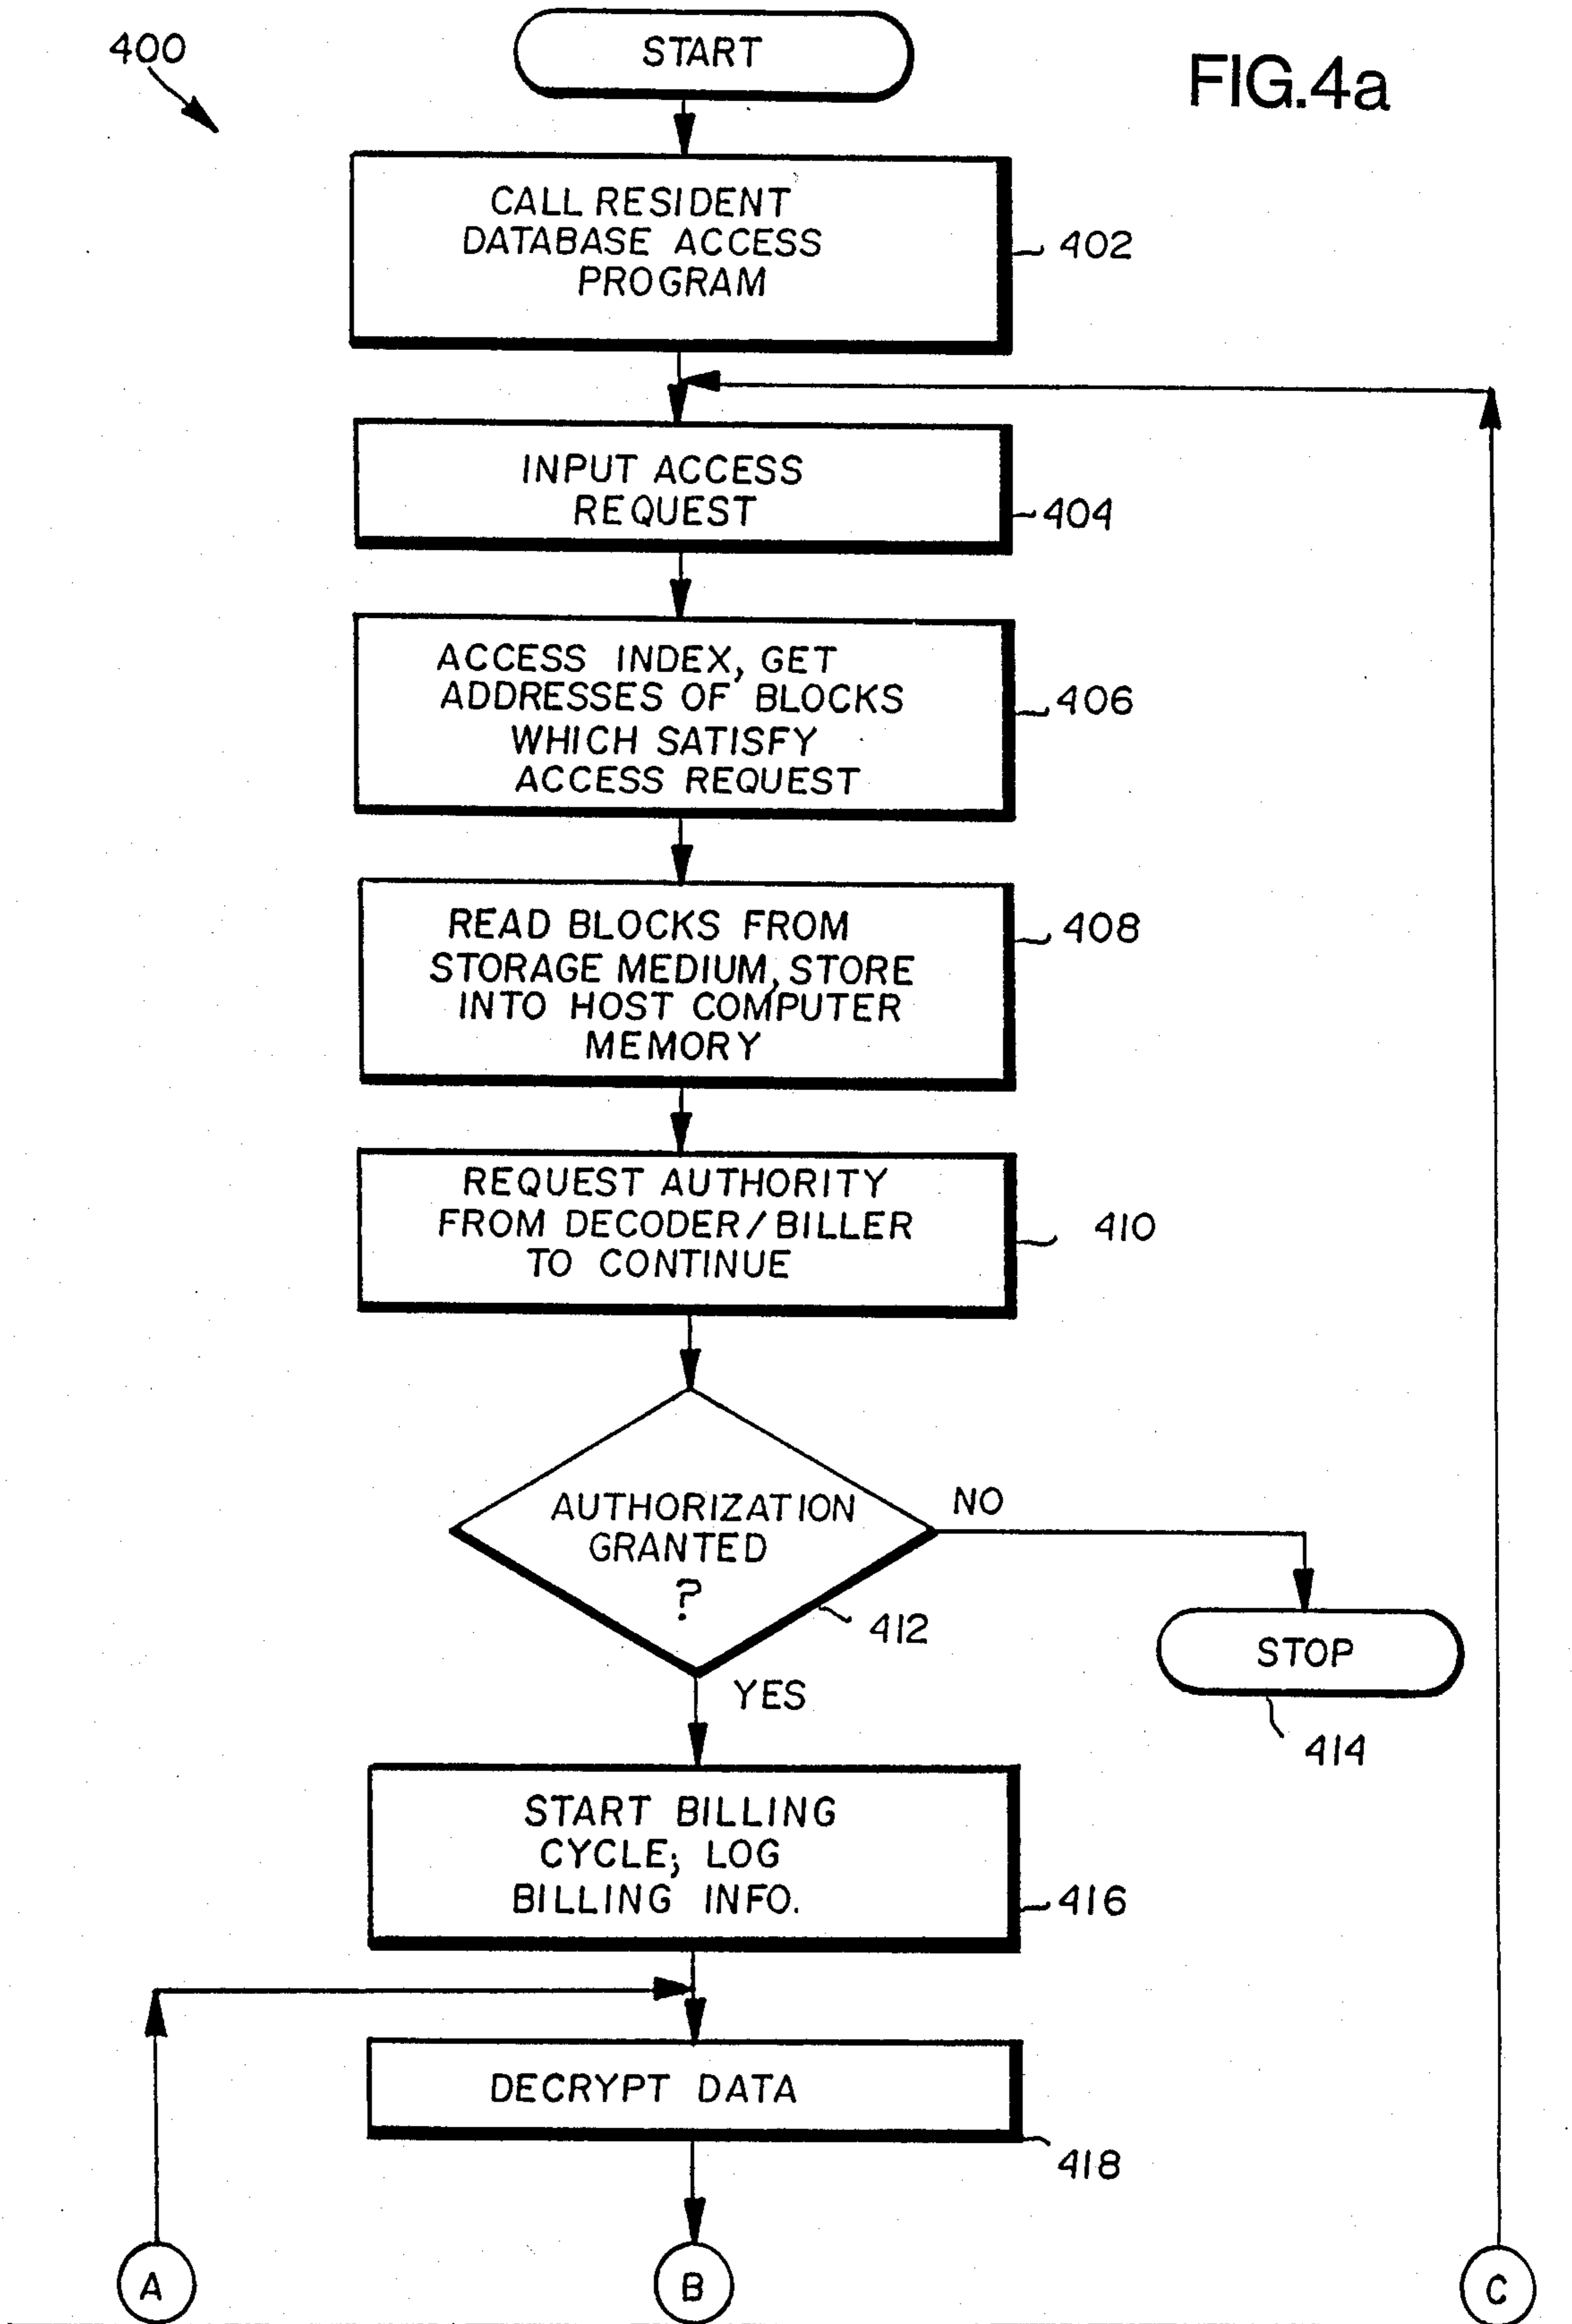 400
START
FIG.4a
CALL RESIDENT
DATABASE ACCESS
PROGRAM
402
INPUT ACCESS
REQUEST
404
ACCESS INDEX, GET
ADDRESSES OF BLOCKS
WHICH SATISFY
ACCESS REQUEST
406
READ BLOCKS FROM
STORAGE MEDIUM, STORE
INTO HOST COMPUTER
MEMORY
408
REQUEST AUTHORITY
FROM DECODER/BILLER
TO CONTINUE
410
AUTHORIZATION
GRANTED
?
412
NO
STOP
414
YES
START BILLING
CYCLE; LOG
BILLING INFO.
416
DECRYPT DATA
418
A
B
C